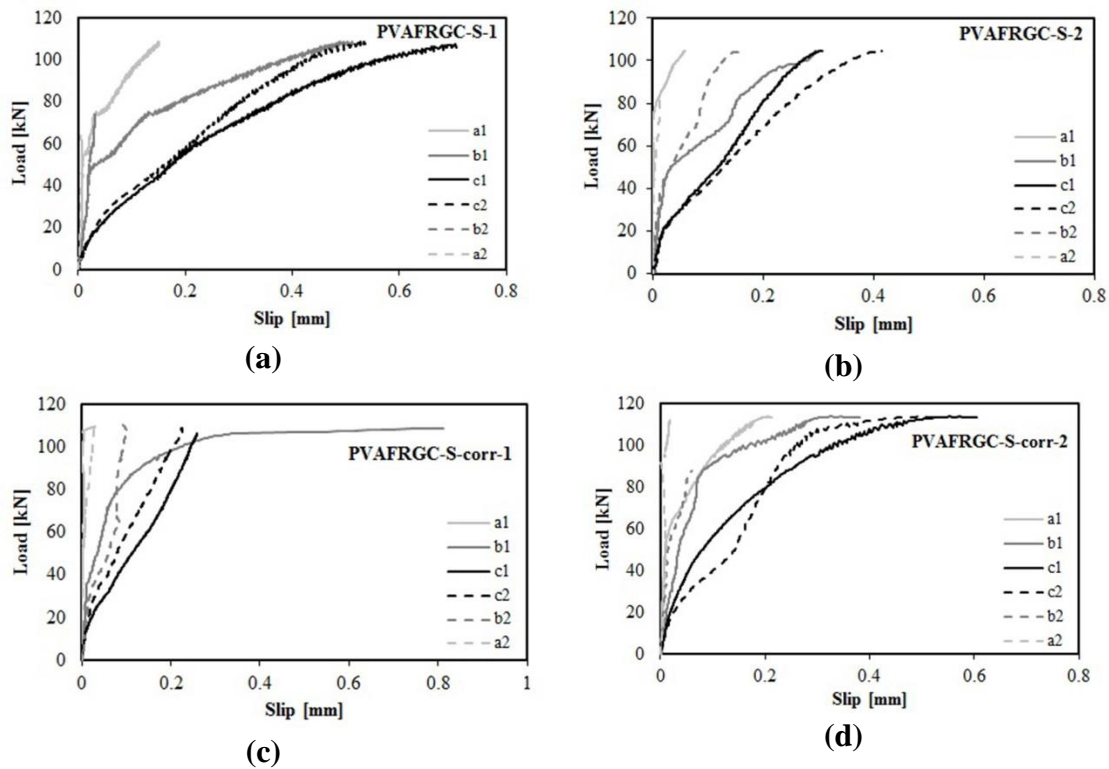 PVAFRGC-S-1
Load [kN]
120
100
80
60
40
20
0
a1
b1
c1
c2
b2
a2
0
0.2
0.4
0.6
0.8
Slip [mm]
(a)
PVAFRGC-S-2
Load [kN]
120
100
80
60
40
20
0
a1
b1
c1
c2
b2
a2
0
0.2
0.4
0.6
0.8
Slip [mm]
(b)
PVAFRGC-S-corr-1
Load [kN]
120
100
80
60
40
20
0
a1
b1
c1
c2
b2
a2
0
0.2
0.4
0.6
0.8
1
Slip [mm]
(c)
PVAFRGC-S-corr-2
Load [kN]
120
100
80
60
40
20
0
a1
b1
c1
c2
b2
a2
0
0.2
0.4
0.6
0.8
Slip [mm]
(d)